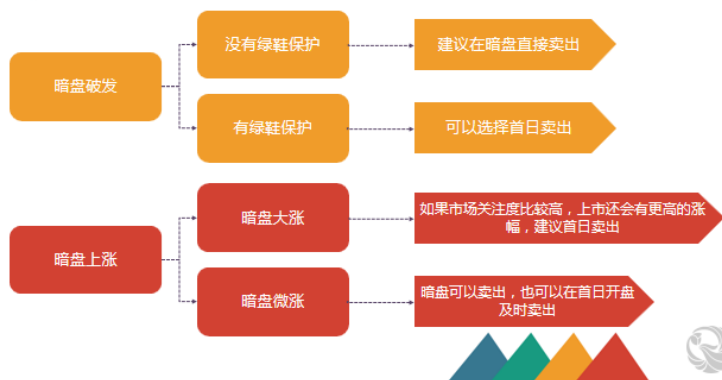 暗盘破发
没有绿鞋保护
建议在暗盘直接卖出
有绿鞋保护
可以选择首日卖出
暗盘上涨
暗盘大涨
如果市场关注度比较高，上市还会有更高的涨
幅，建议首日卖出
暗盘微涨
暗盘可以卖出，也可以在首日开盘
及时卖出